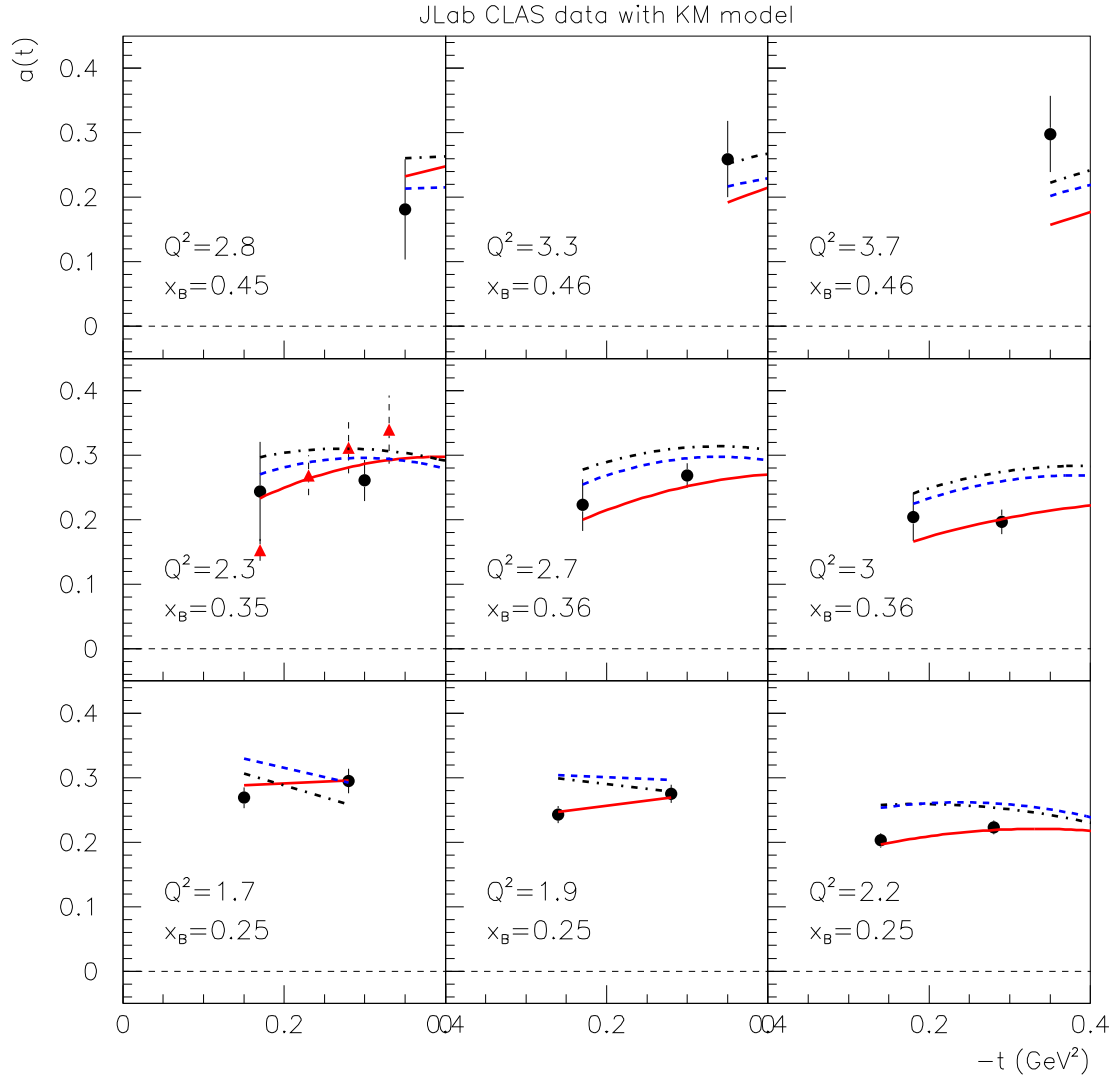 JLab CLAS data with KM model
a(t)
0.4
0.3
0.2
0.1
0
Q²=2.8
x_B=0.45
Q²=3.3
x_B=0.46
Q²=3.7
x_B=0.46
0.4
0.3
0.2
0.1
0
Q²=2.3
x_B=0.35
Q²=2.7
x_B=0.36
Q²=3
x_B=0.36
0.4
0.3
0.2
0.1
0
Q²=1.7
x_B=0.25
Q²=1.9
x_B=0.25
Q²=2.2
x_B=0.25
0 0.2 0.4 0 0.2 0.4 0 0.2 0.4
−t (GeV²)